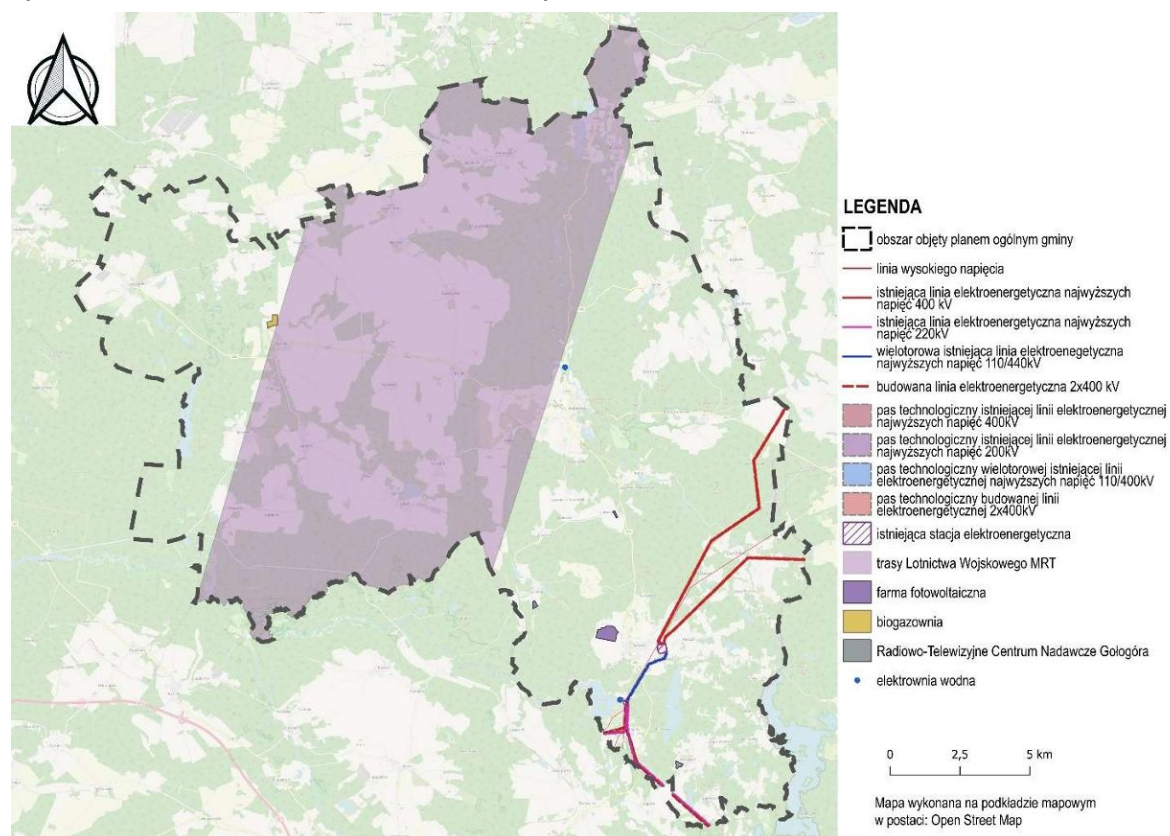 LEGENDA
obszar objęty planem ogólnym gminy
linia wysokiego napięcia
istniejąca linia elektroenergetyczna najwyższych
napięć 400 kV
istniejąca linia elektroenergetyczna najwyższych
napięć 220kV
wielotorowa istniejąca linia elektroenegetyczna
najwyższych napięć 110/440kV
budowana linia elektroenergetyczna 2x400 kV
pas technologiczny istniejącej linii elektroenergetycznej
najwyższych napięć 400kV
pas technologiczny istniejącej linii elektroenergetycznej
najwyższych napięć 200kV
pas technologiczny wielotorowej istniejącej linii
elektroenergetycznej najwyższych napięć 110/400kV
pas technologiczny budowanej linii
elektroenergetycznej 2x400kV
istniejąca stacja elektroenergetyczna
trasy Lotnictwa Wojskowego MRT
farma fotowoltaiczna
biogazownia
Radiowo-Telewizyjne Centrum Nadawcze Gołogóra
elektrownia wodna
0 2,5 5 km
Mapa wykonana na podkładzie mapowym
w postaci: Open Street Map